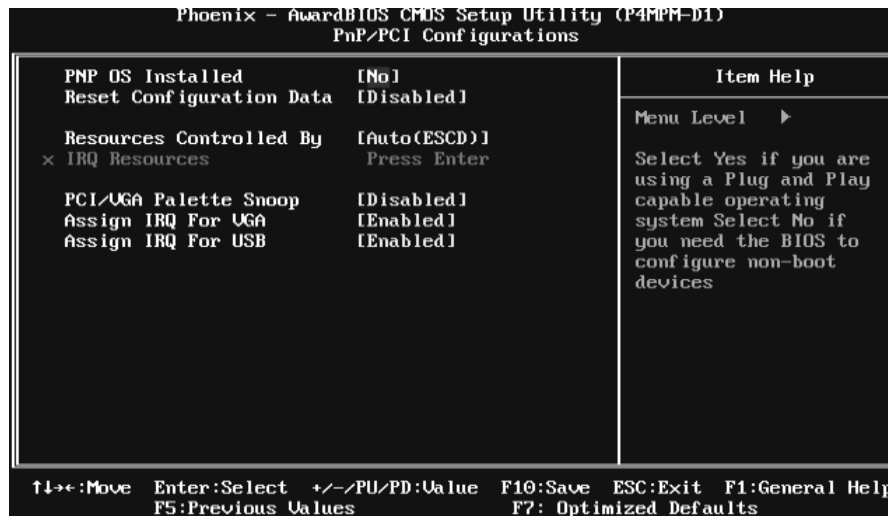 Phoenix - AwardBIOS CMOS Setup Utility (P4MPM-D1)
PnP/PCI Configurations
PNP OS Installed [No]
Reset Configuration Data [Disabled]
Resources Controlled By [Auto(ESCD)]
x IRQ Resources Press Enter
PCI/VGA Palette Snoop [Disabled]
Assign IRQ For VGA [Enabled]
Assign IRQ For USB [Enabled]
Item Help
Menu Level ▶
Select Yes if you are
using a Plug and Play
capable operating
system Select No if
you need the BIOS to
configure non-boot
devices
↑↓→←:Move Enter:Select +/-/PU/PD:Value F10:Save ESC:Exit F1:General Help
F5:Previous Values F7: Optimized Defaults